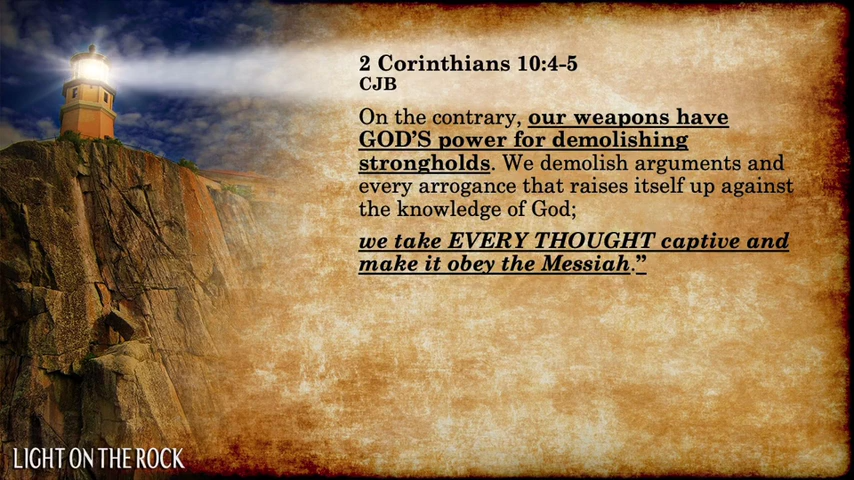 2 Corinthians 10:4-5
CJB
On the contrary, our weapons have
GOD’S power for demolishing
strongholds. We demolish arguments and
every arrogance that raises itself up against
the knowledge of God;
we take EVERY THOUGHT captive and
make it obey the Messiah.”
LIGHT ON THE ROCK